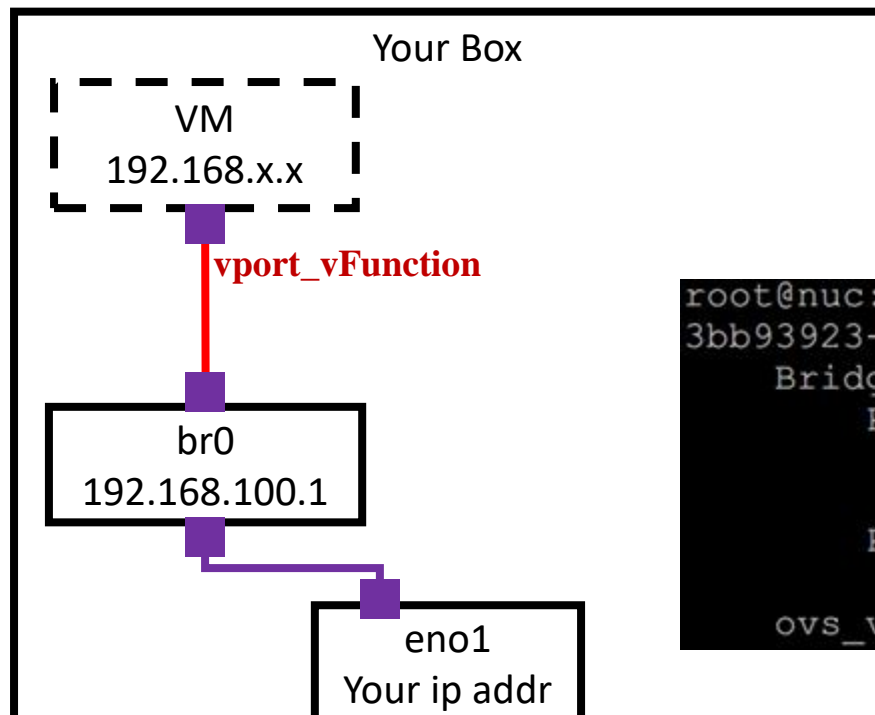 Your Box
VM
192.168.x.x
vport_vFunction
br0
192.168.100.1
eno1
Your ip addr
root@nuc:
3bb93923-
Bridg
ovs_v